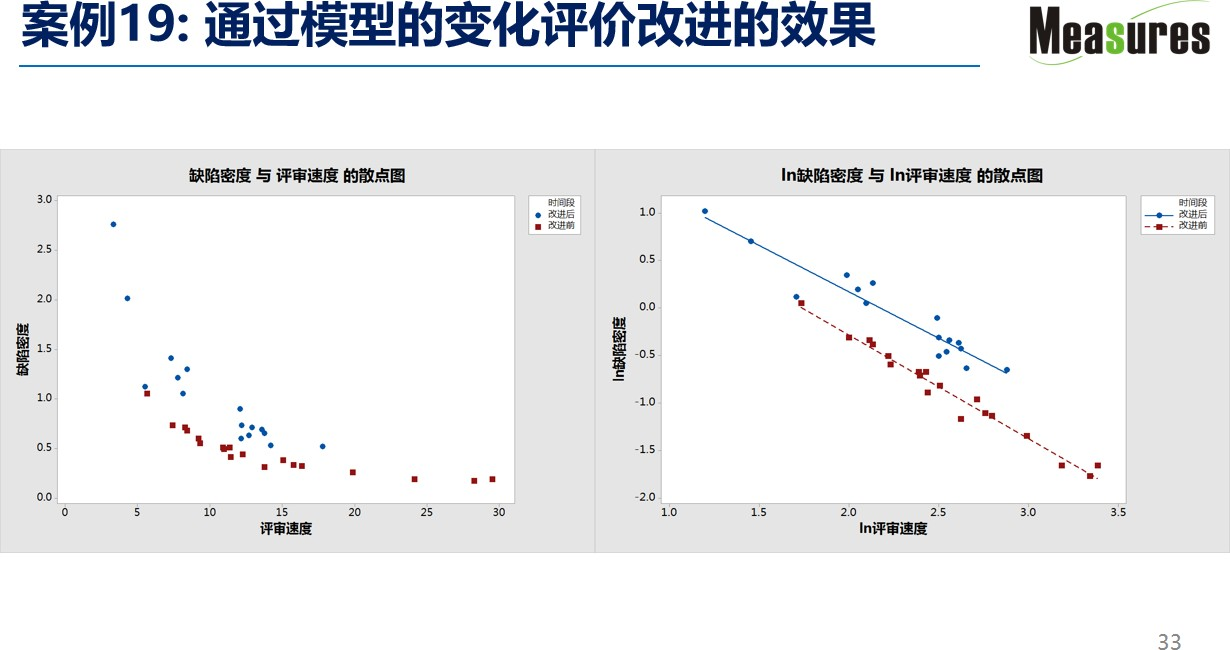 案例19: 通过模型的变化评价改进的效果
Measures
缺陷密度 与 评审速度 的散点图
3.0
2.5
2.0
1.5
1.0
0.5
0.0
缺陷密度
0 5 10 15 20 25 30
评审速度
时间段
改进后
改进前
ln缺陷密度 与 ln评审速度 的散点图
1.0
0.5
0.0
-0.5
-1.0
-1.5
-2.0
ln缺陷密度
1.0 1.5 2.0 2.5 3.0 3.5
ln评审速度
时间段
改进后
改进前
33